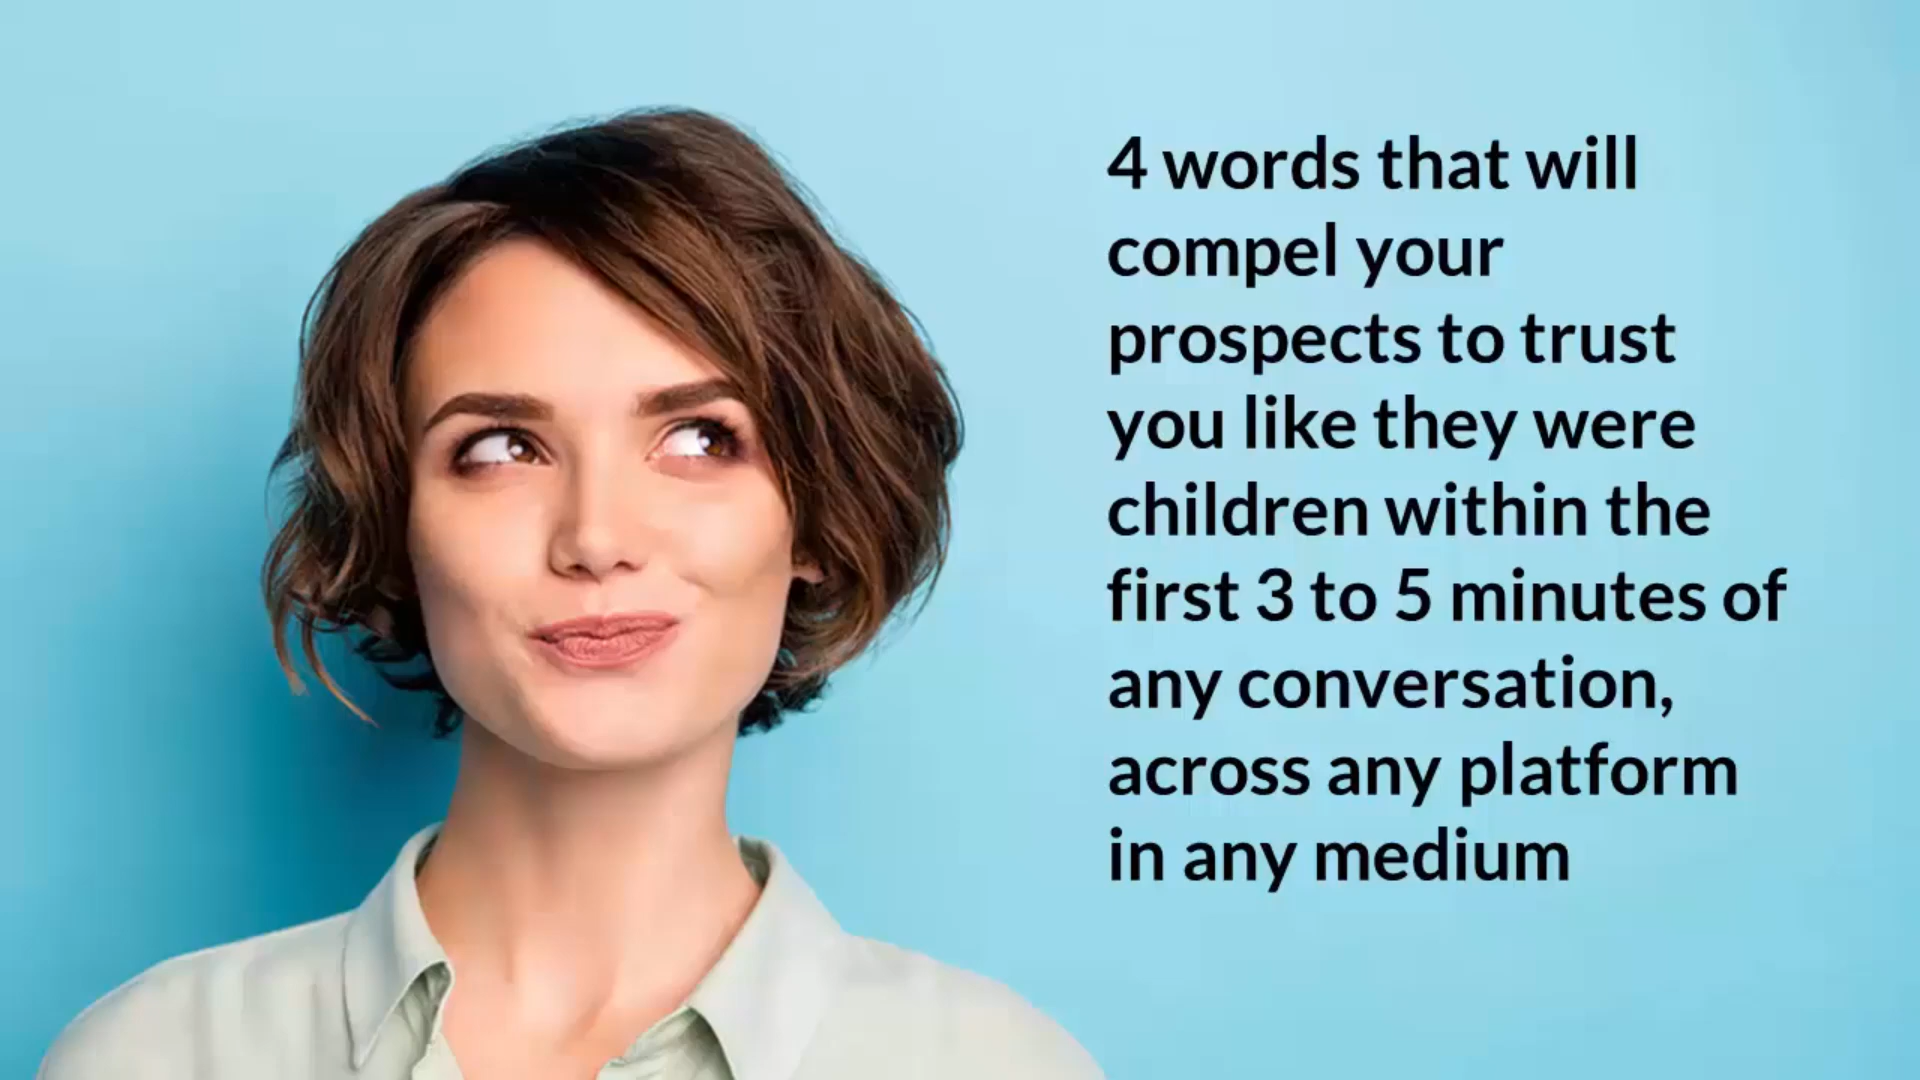 4 words that will
compel your
prospects to trust
you like they were
children within the
first 3 to 5 minutes of
any conversation,
across any platform
in any medium